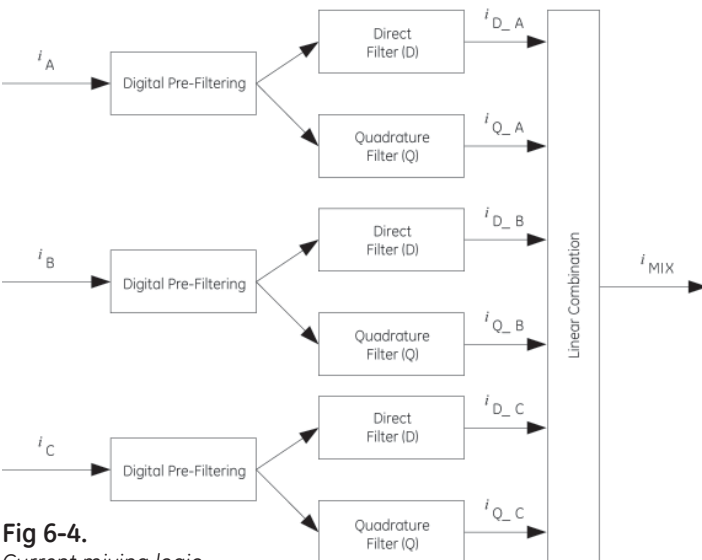 i A
Digital Pre-Filtering
Direct
Filter (D)
i D_ A
Quadrature
Filter (Q)
i Q_ A
i B
Digital Pre-Filtering
Direct
Filter (D)
i D_ B
Quadrature
Filter (Q)
i Q_ B
i C
Digital Pre-Filtering
Direct
Filter (D)
i D_ C
Quadrature
Filter (Q)
i Q_ C
Linear Combination
i MIX
Fig 6-4.
Current mixing logic